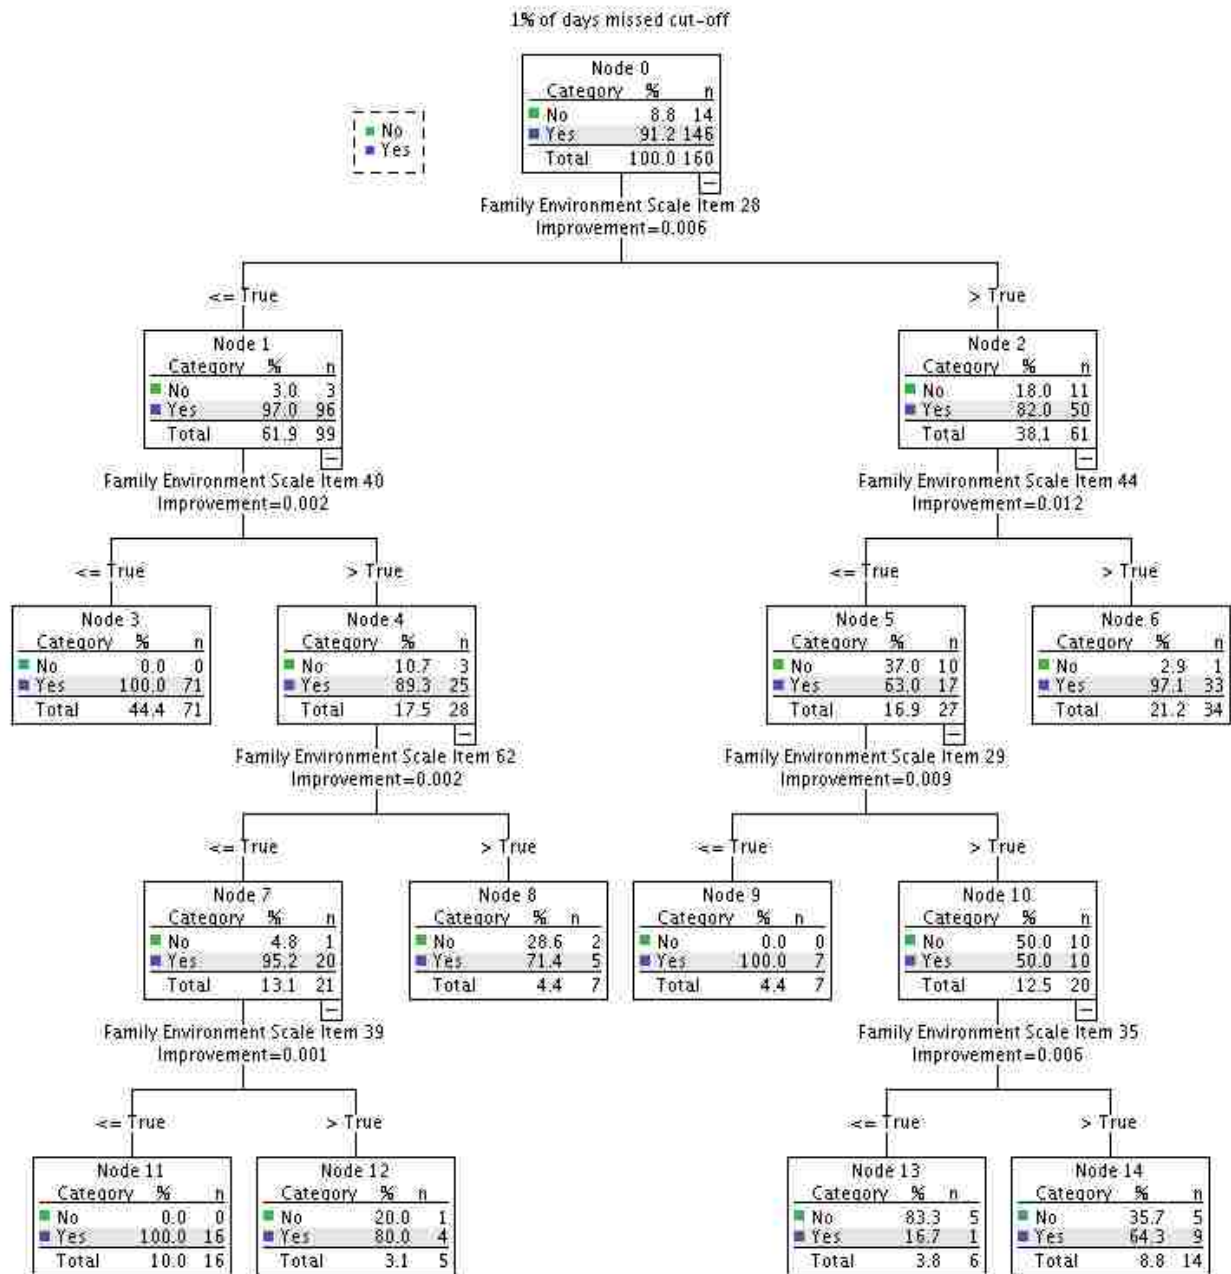 1% of days missed cut-off
Node 0
Category % n
No 8.8 14
Yes 91.2 146
Total 100.0 160
No
Yes
Family Environment Scale Item 28
Improvement=0.006
<= True
> True
Node 1
Category % n
No 3.0 3
Yes 97.0 96
Total 61.9 99
Node 2
Category % n
No 18.0 11
Yes 82.0 50
Total 38.1 61
Family Environment Scale Item 40
Improvement=0.002
Family Environment Scale Item 44
Improvement=0.012
<= True
> True
<= True
> True
Node 3
Category % n
No 0.0 0
Yes 100.0 71
Total 44.4 71
Node 4
Category % n
No 10.7 3
Yes 89.3 25
Total 17.5 28
Node 5
Category % n
No 37.0 10
Yes 63.0 17
Total 16.9 27
Node 6
Category % n
No 2.9 1
Yes 97.1 33
Total 21.2 34
Family Environment Scale Item 62
Improvement=0.002
Family Environment Scale Item 29
Improvement=0.009
<= True
> True
<= True
> True
Node 7
Category % n
No 4.8 1
Yes 95.2 20
Total 13.1 21
Node 8
Category % n
No 28.6 2
Yes 71.4 5
Total 4.4 7
Node 9
Category % n
No 0.0 0
Yes 100.0 7
Total 4.4 7
Node 10
Category % n
No 50.0 10
Yes 50.0 10
Total 12.5 20
Family Environment Scale Item 39
Improvement=0.001
Family Environment Scale Item 35
Improvement=0.006
<= True
> True
<= True
> True
Node 11
Category % n
No 0.0 0
Yes 100.0 16
Total 10.0 16
Node 12
Category % n
No 20.0 1
Yes 80.0 4
Total 3.1 5
Node 13
Category % n
No 83.3 5
Yes 16.7 1
Total 3.8 6
Node 14
Category % n
No 35.7 5
Yes 64.3 9
Total 8.8 14